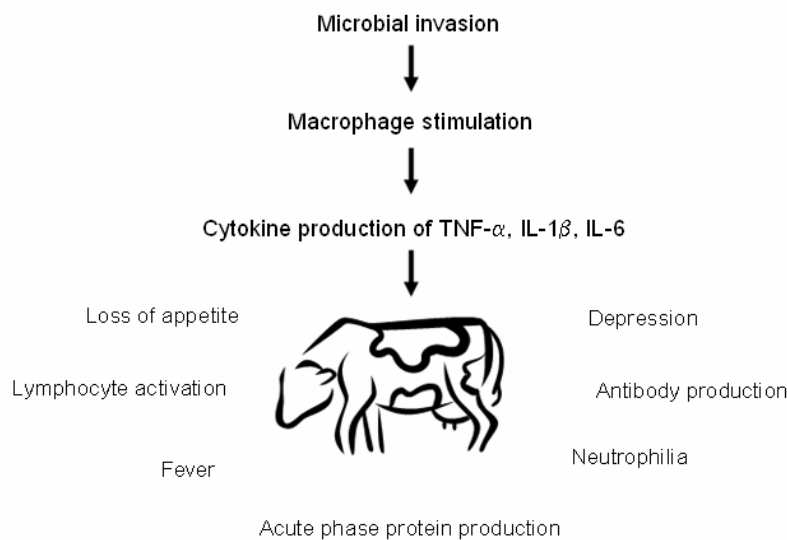 Microbial invasion
Macrophage stimulation
Cytokine production of TNF-α, IL-1β, IL-6
Loss of appetite
Depression
Lymphocyte activation
Antibody production
Fever
Neutrophilia
Acute phase protein production